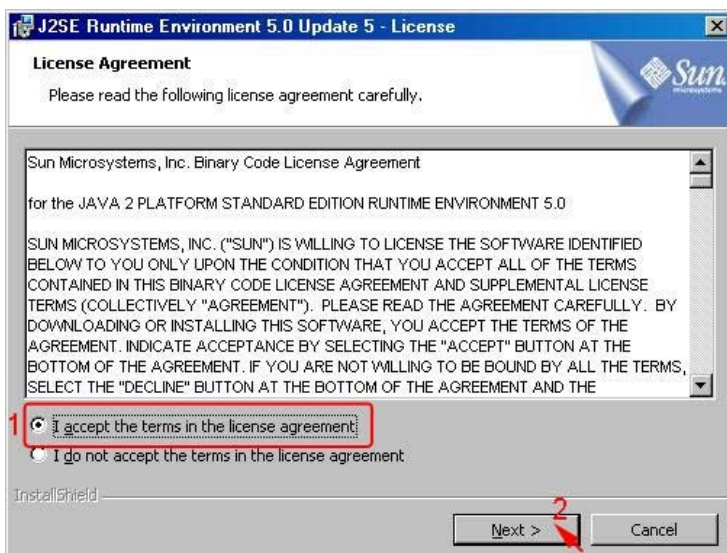 J2SE Runtime Environment 5.0 Update 5 - License
License Agreement
Please read the following license agreement carefully.
Sun
microsystems
Sun Microsystems, Inc. Binary Code License Agreement
for the JAVA 2 PLATFORM STANDARD EDITION RUNTIME ENVIRONMENT 5.0
SUN MICROSYSTEMS, INC. ("SUN") IS WILLING TO LICENSE THE SOFTWARE IDENTIFIED
BELOW TO YOU ONLY UPON THE CONDITION THAT YOU ACCEPT ALL OF THE TERMS
CONTAINED IN THIS BINARY CODE LICENSE AGREEMENT AND SUPPLEMENTAL LICENSE
TERMS (COLLECTIVELY "AGREEMENT"). PLEASE READ THE AGREEMENT CAREFULLY. BY
DOWNLOADING OR INSTALLING THIS SOFTWARE, YOU ACCEPT THE TERMS OF THE
AGREEMENT. INDICATE ACCEPTANCE BY SELECTING THE "ACCEPT" BUTTON AT THE
BOTTOM OF THE AGREEMENT. IF YOU ARE NOT WILLING TO BE BOUND BY ALL THE TERMS,
SELECT THE "DECLINE" BUTTON AT THE BOTTOM OF THE AGREEMENT AND THE
1 I accept the terms in the license agreement
I do not accept the terms in the license agreement
InstallShield
2
Next > Cancel